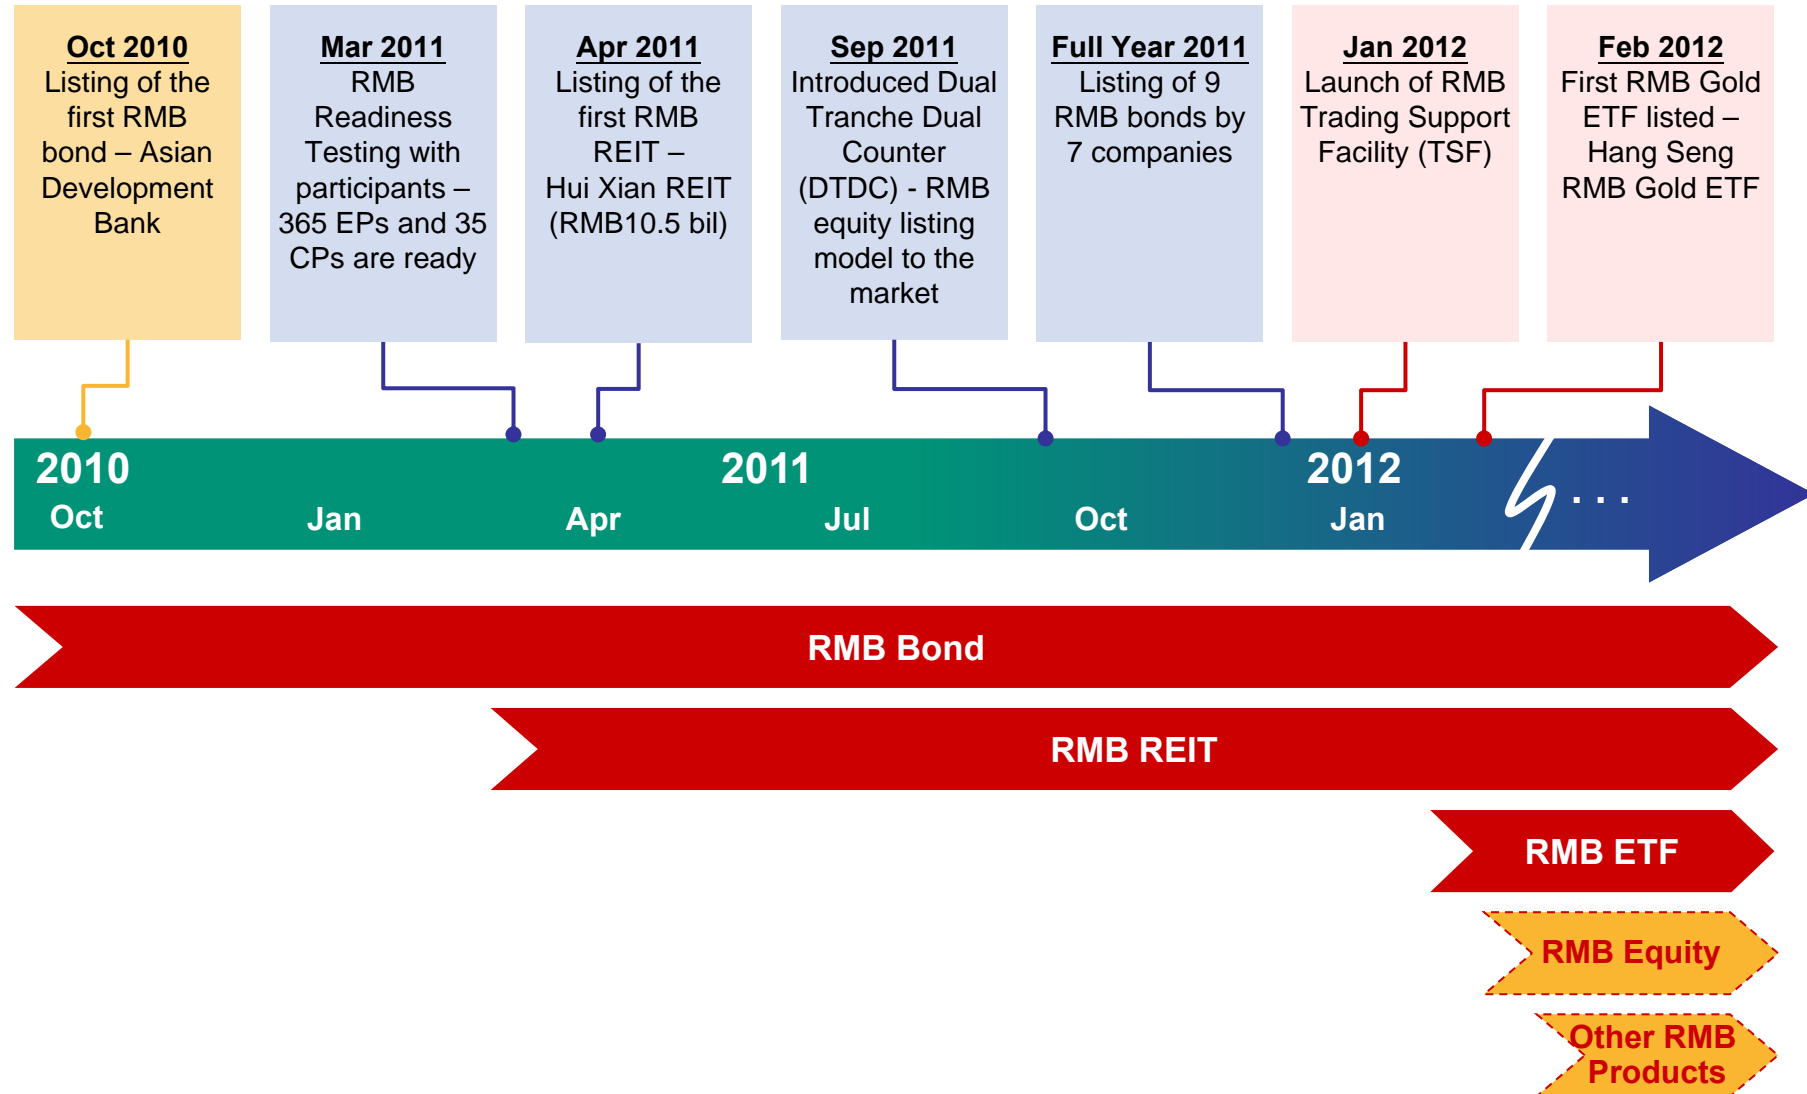 Oct 2010
Listing of the
first RMB
bond – Asian
Development
Bank
Mar 2011
RMB
Readiness
Testing with
participants –
365 EPs and 35
CPs are ready
Apr 2011
Listing of the
first RMB
REIT –
Hui Xian REIT
(RMB10.5 bil)
Sep 2011
Introduced Dual
Tranche Dual
Counter
(DTDC) - RMB
equity listing
model to the
market
Full Year 2011
Listing of 9
RMB bonds by
7 companies
Jan 2012
Launch of RMB
Trading Support
Facility (TSF)
Feb 2012
First RMB Gold
ETF listed –
Hang Seng
RMB Gold ETF
2010 2011 2012
Oct Jan Apr Jul Oct Jan . . .
RMB Bond
RMB REIT
RMB ETF
RMB Equity
Other RMB
Products